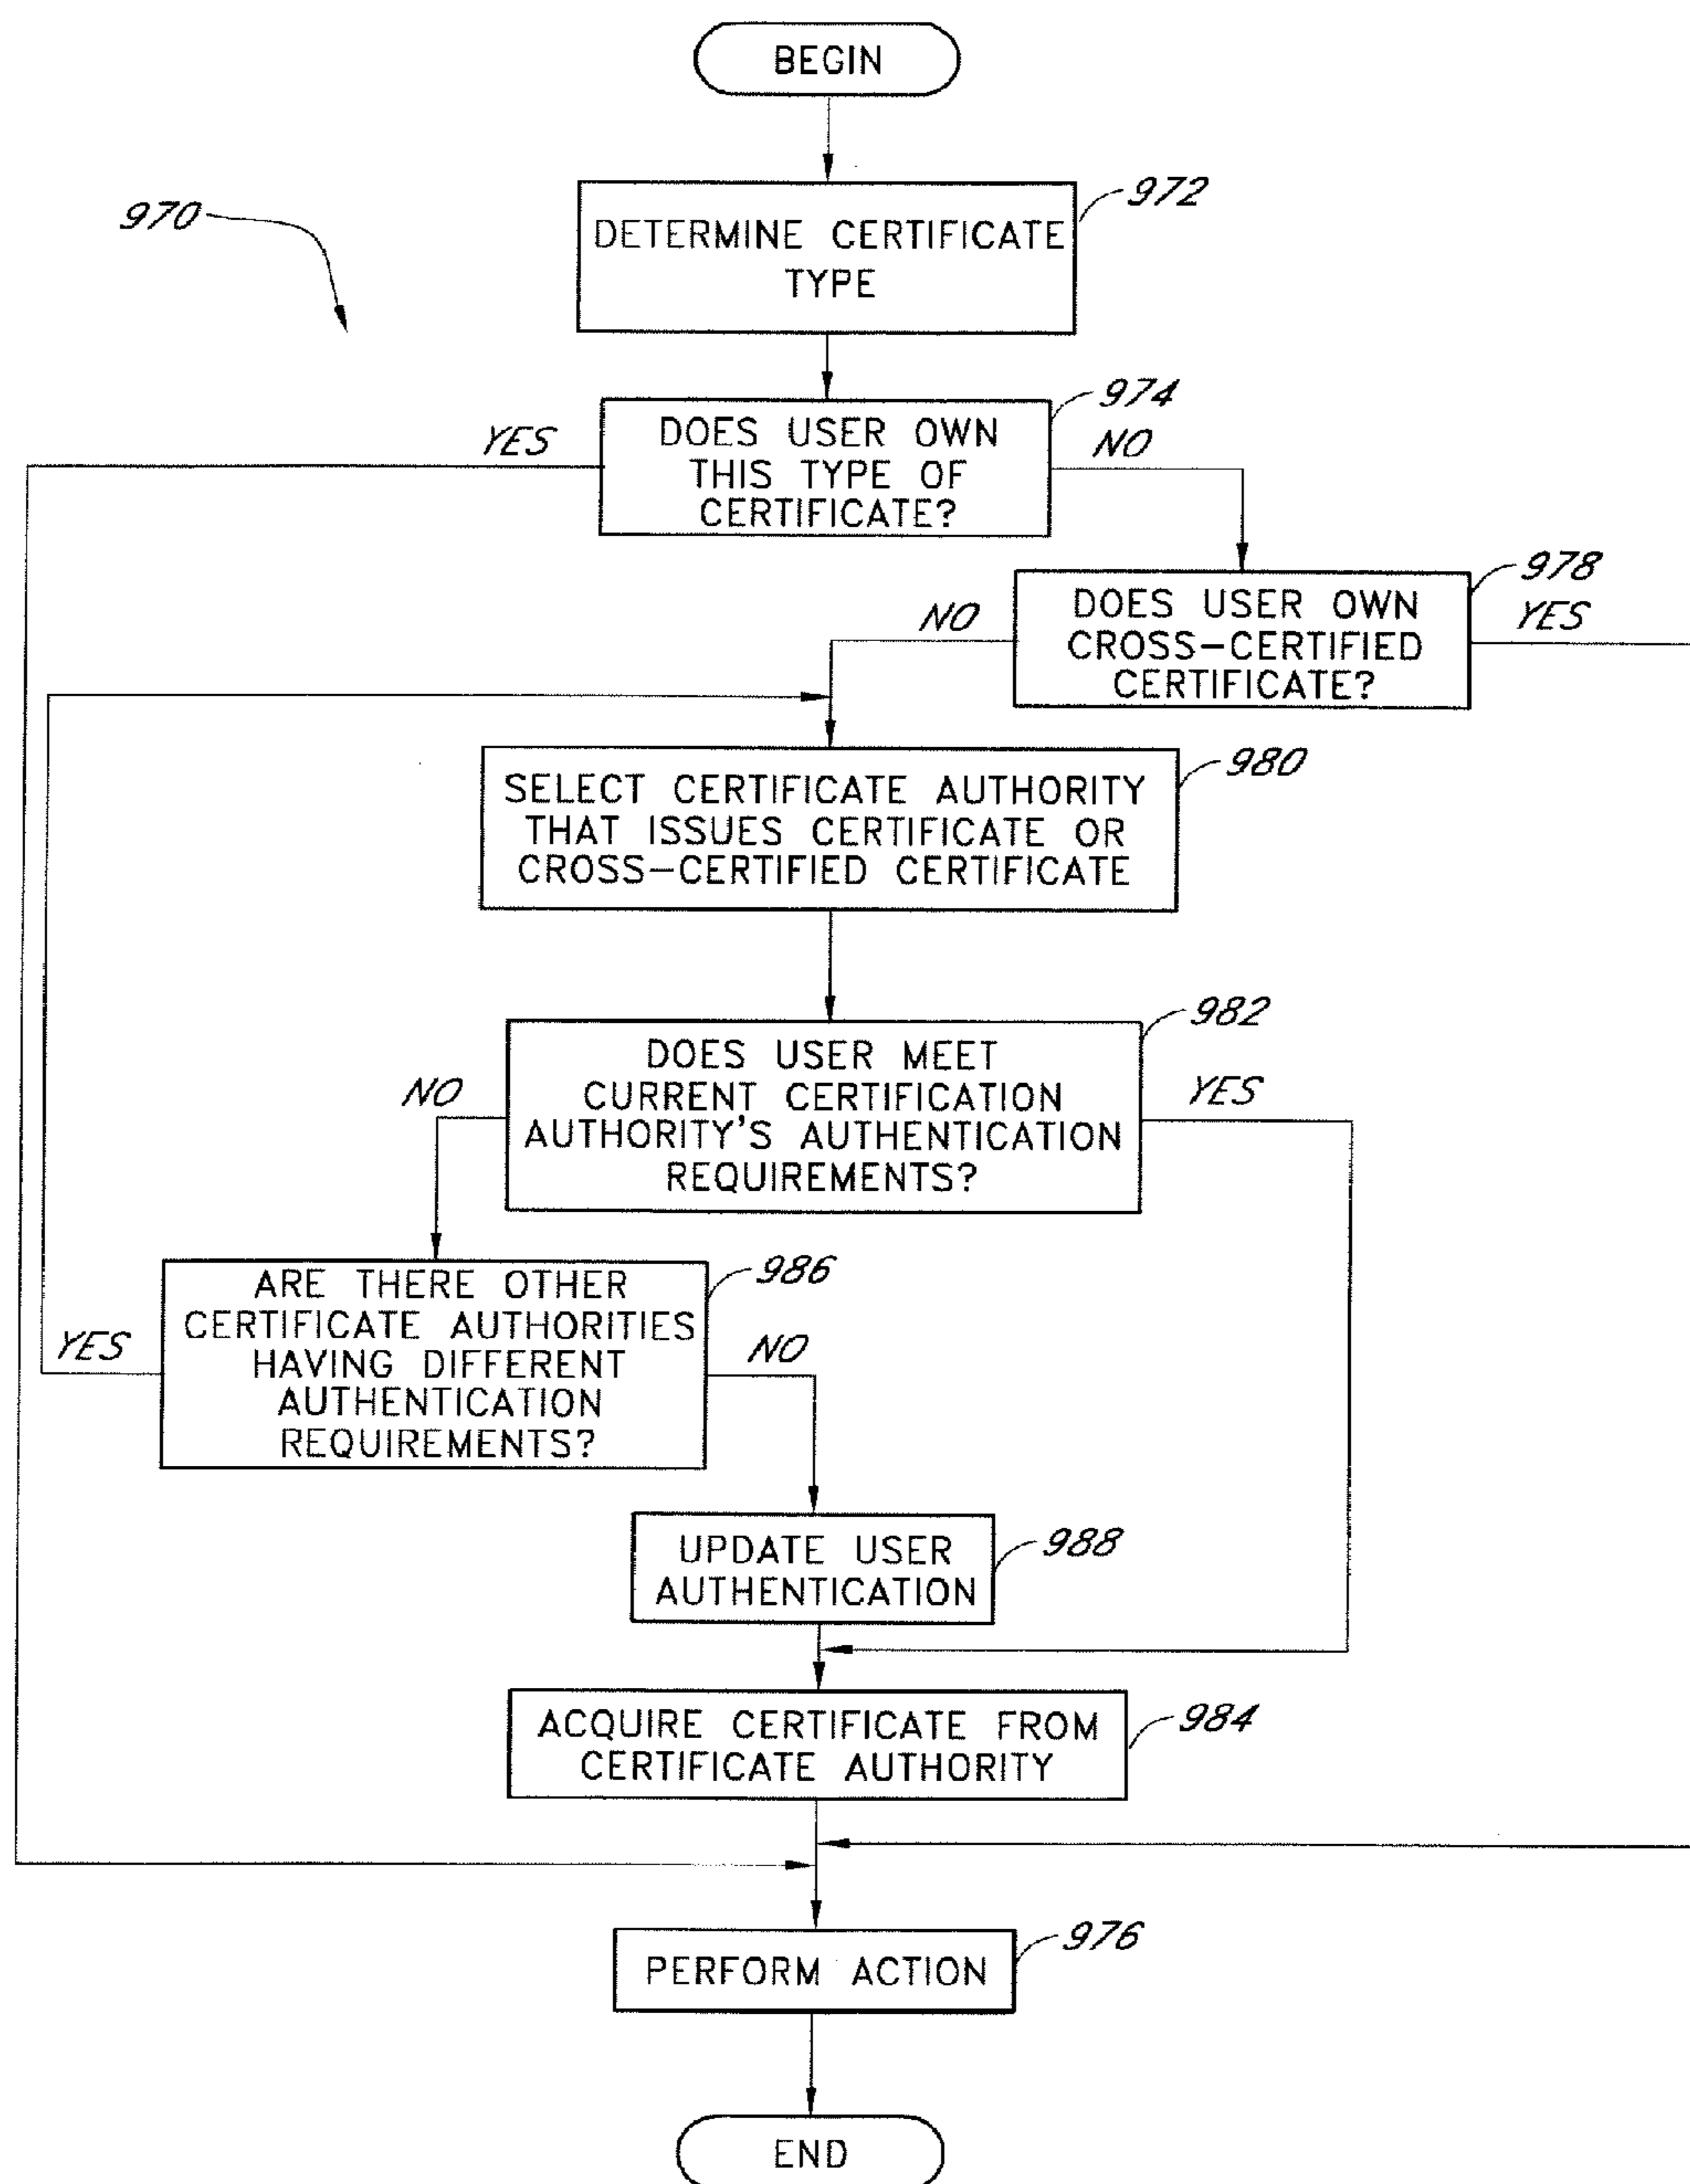 BEGIN
970
972
DETERMINE CERTIFICATE
TYPE
974
YES
DOES USER OWN
THIS TYPE OF
CERTIFICATE?
NO
978
NO
DOES USER OWN
CROSS-CERTIFIED
CERTIFICATE?
YES
980
SELECT CERTIFICATE AUTHORITY
THAT ISSUES CERTIFICATE OR
CROSS-CERTIFIED CERTIFICATE
982
NO
DOES USER MEET
CURRENT CERTIFICATION
AUTHORITY'S AUTHENTICATION
REQUIREMENTS?
YES
986
YES
ARE THERE OTHER
CERTIFICATE AUTHORITIES
HAVING DIFFERENT
AUTHENTICATION
REQUIREMENTS?
NO
988
UPDATE USER
AUTHENTICATION
984
ACQUIRE CERTIFICATE FROM
CERTIFICATE AUTHORITY
976
PERFORM ACTION
END